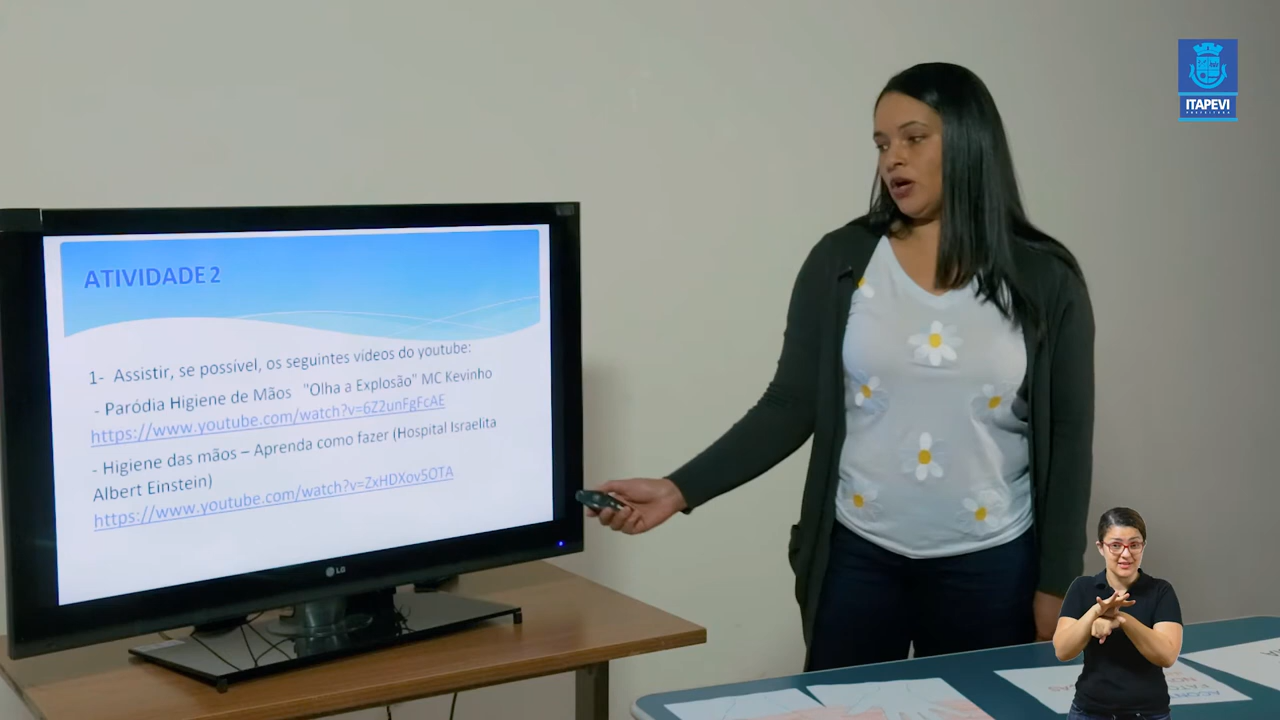 ITAPEVI
PREFEITURA
ATIVIDADE 2
1- Assistir, se possível, os seguintes vídeos do youtube:
- Paródia Higiene de Mãos "Olha a Explosão" MC Kevinho
https://www.youtube.com/watch?v=6Z2unFgFcAE
- Higiene das mãos – Aprenda como fazer (Hospital Israelita
Albert Einstein)
https://www.youtube.com/watch?v=ZxHDXov5OTA
LG